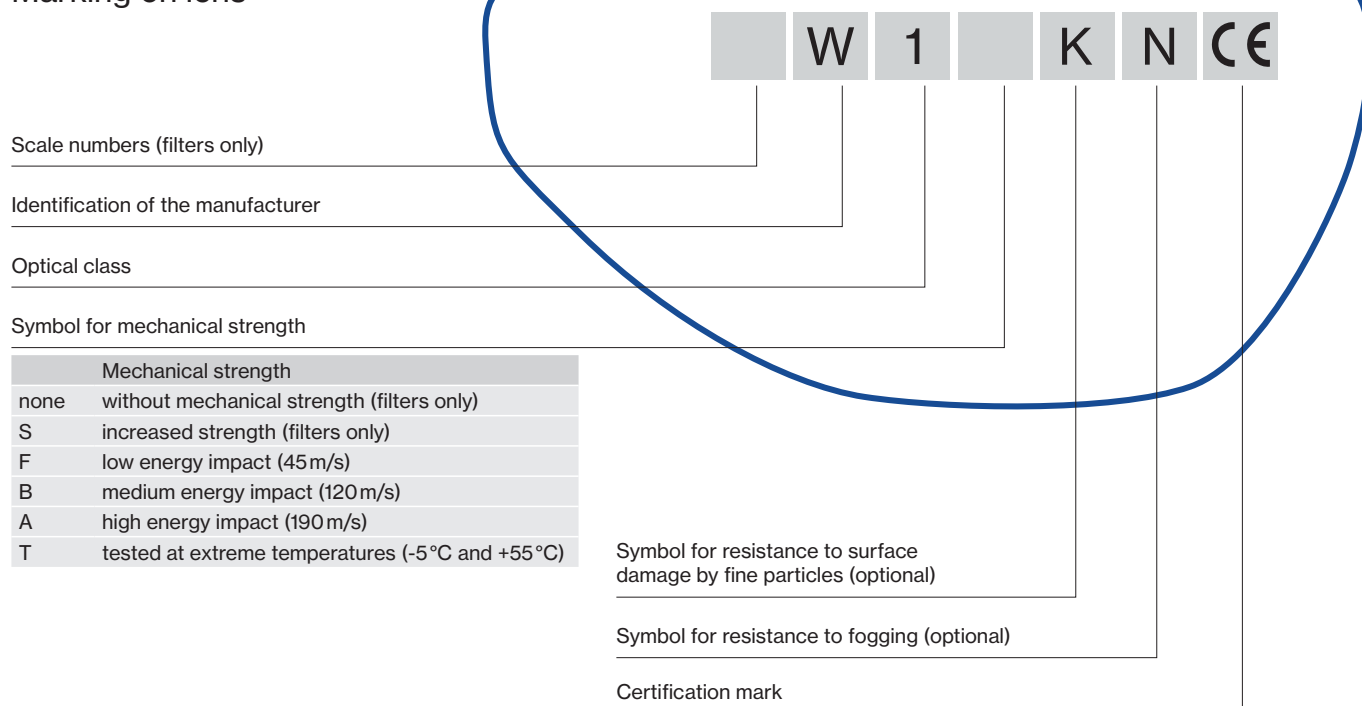 Marking on lens
W 1 K N CE
Scale numbers (filters only)
Identification of the manufacturer
Optical class
Symbol for mechanical strength
Mechanical strength
none without mechanical strength (filters only)
S increased strength (filters only)
F low energy impact (45 m/s)
B medium energy impact (120 m/s)
A high energy impact (190 m/s)
T tested at extreme temperatures (-5 °C and +55 °C)
Symbol for resistance to surface
damage by fine particles (optional)
Symbol for resistance to fogging (optional)
Certification mark